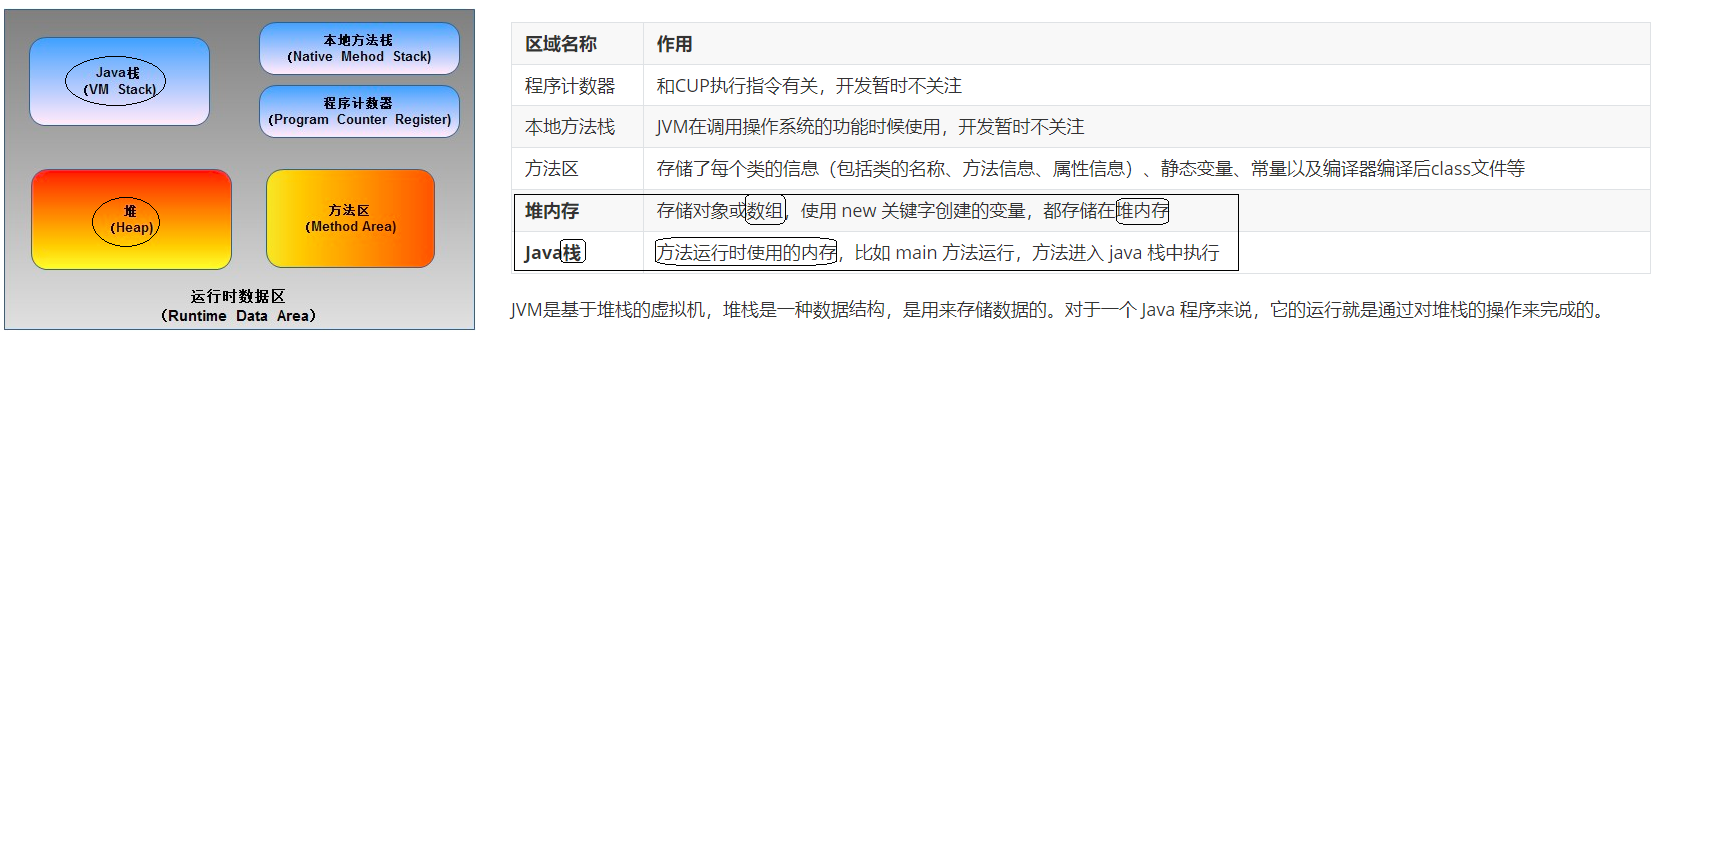 Java栈
(VM Stack)
本地方法栈
(Native Mehod Stack)
程序计数器
(Program Counter Register)
堆
(Heap)
方法区
(Method Area)
运行时数据区
(Runtime Data Area)
区域名称 作用
程序计数器 和CUP执行指令有关，开发暂时不关注
本地方法栈 JVM在调用操作系统的功能时候使用，开发暂时不关注
方法区 存储了每个类的信息（包括类的名称、方法信息、属性信息）、静态变量、常量以及编译器编译后class文件等
堆内存 存储对象或数组，使用 new 关键字创建的变量，都存储在堆内存
Java栈 方法运行时使用的内存，比如 main 方法运行，方法进入 java 栈中执行
JVM是基于堆栈的虚拟机，堆栈是一种数据结构，是用来存储数据的。对于一个 Java 程序来说，它的运行就是通过对堆栈的操作来完成的。